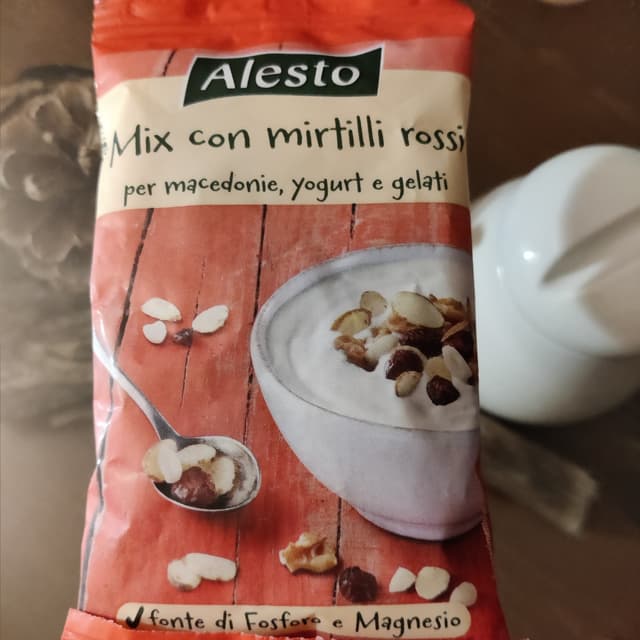 Alesto
Mix con mirtilli rossi
per macedonie, yogurt e gelati
fonte di Fosforo e Magnesio